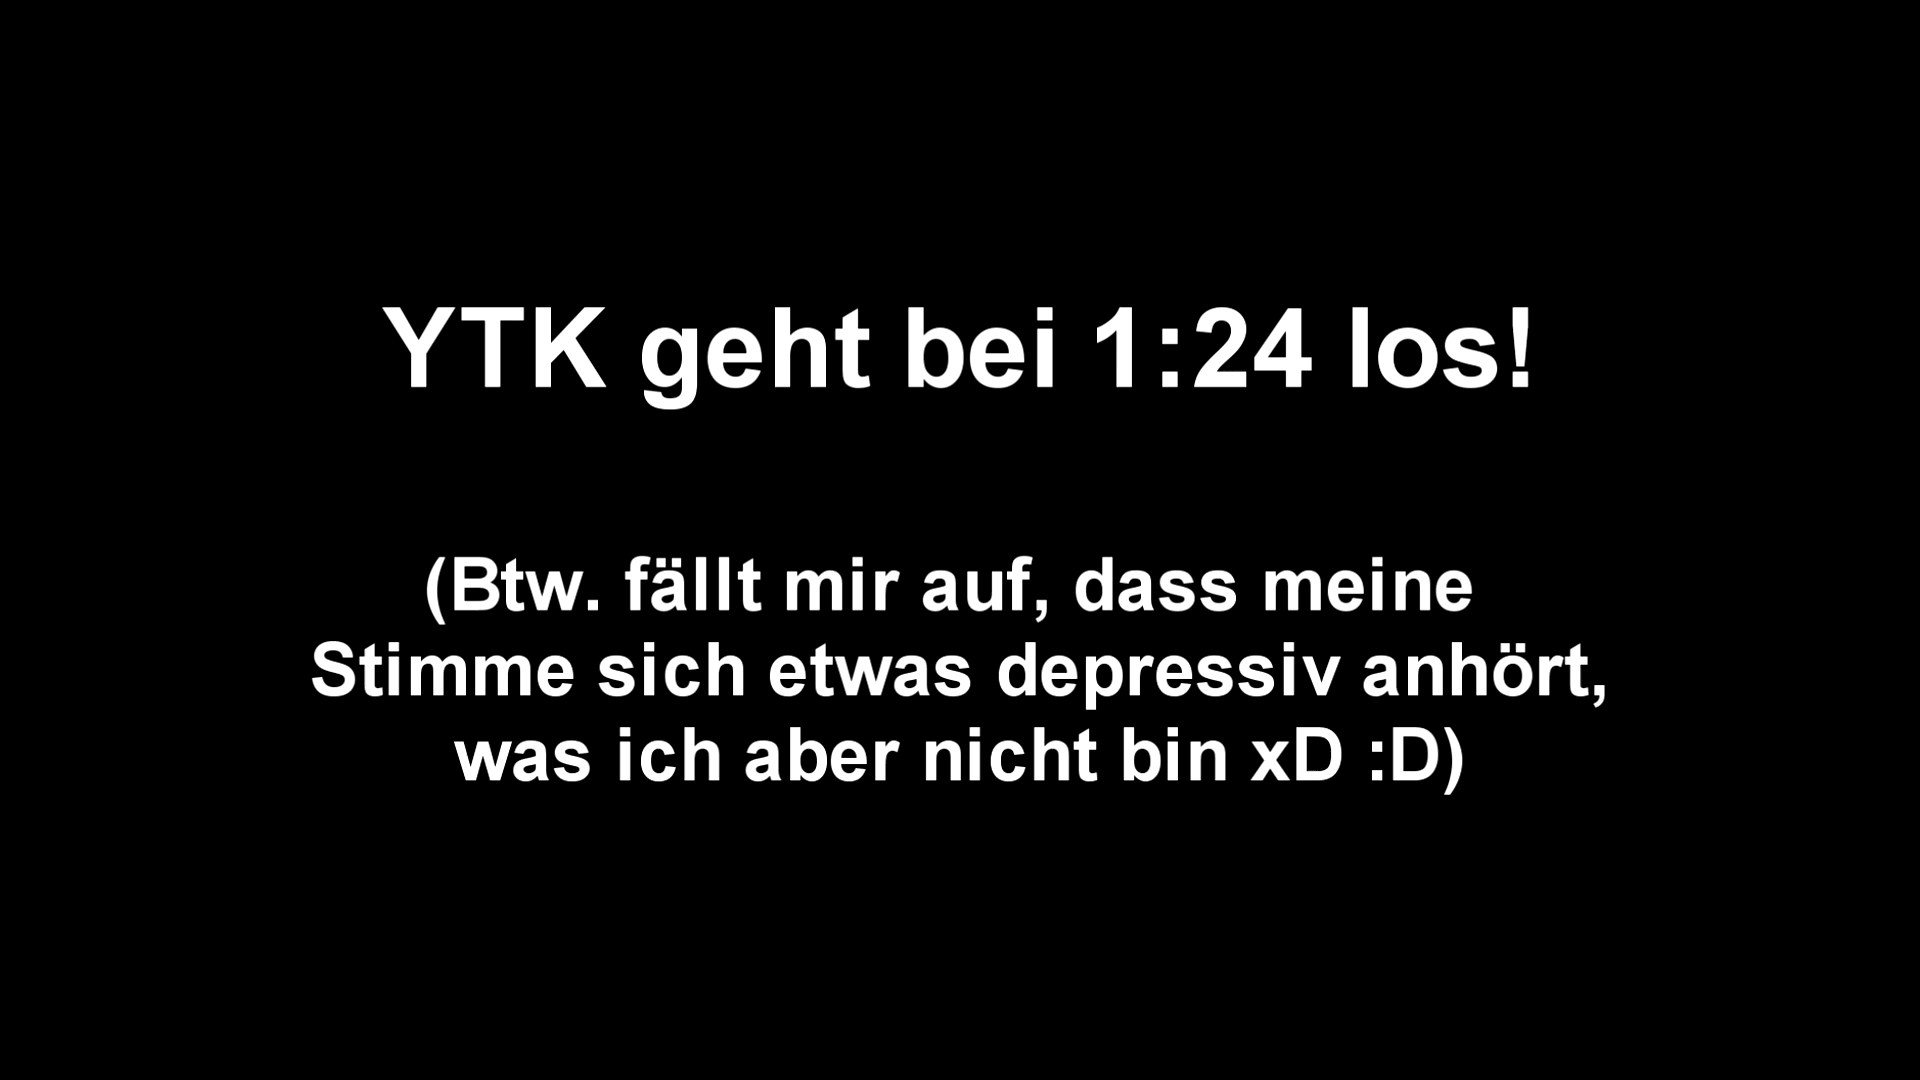 YTK geht bei 1:24 los!
(Btw. fällt mir auf, dass meine
Stimme sich etwas depressiv anhört,
was ich aber nicht bin xD :D)